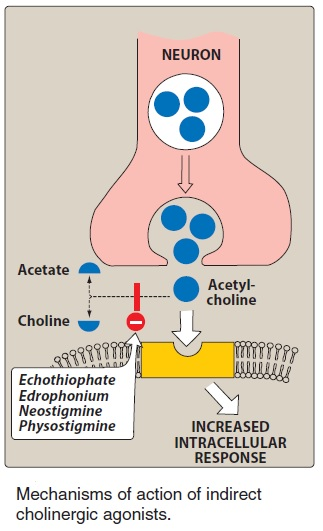 NEURON
Acetate
Acetyl-
choline
Choline
Echothiophate
Edrophonium
Neostigmine
Physostigmine
INCREASED
INTRACELLULAR
RESPONSE
Mechanisms of action of indirect
cholinergic agonists.